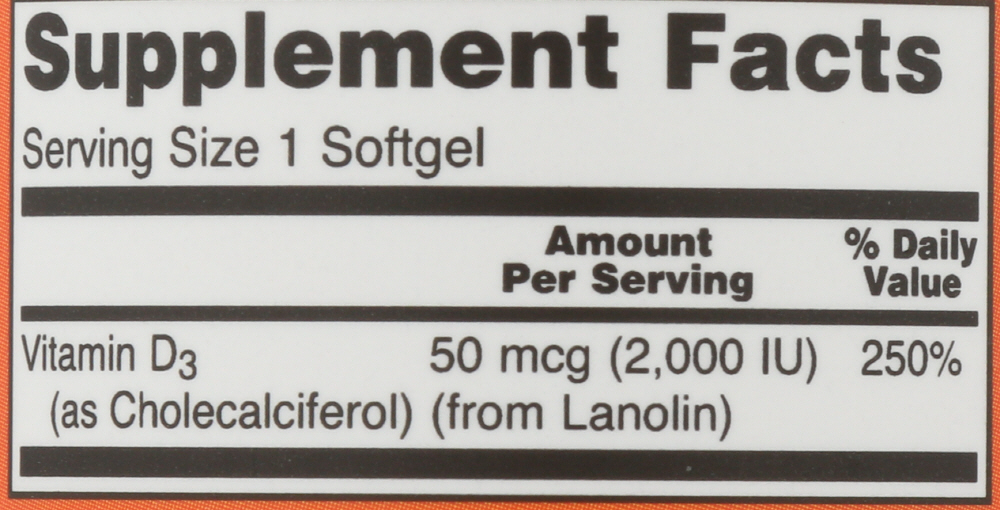 Supplement Facts
Serving Size 1 Softgel
Amount Per Serving
% Daily Value
Vitamin D3 50 mcg (2,000 IU) 250%
(as Cholecalciferol) (from Lanolin)